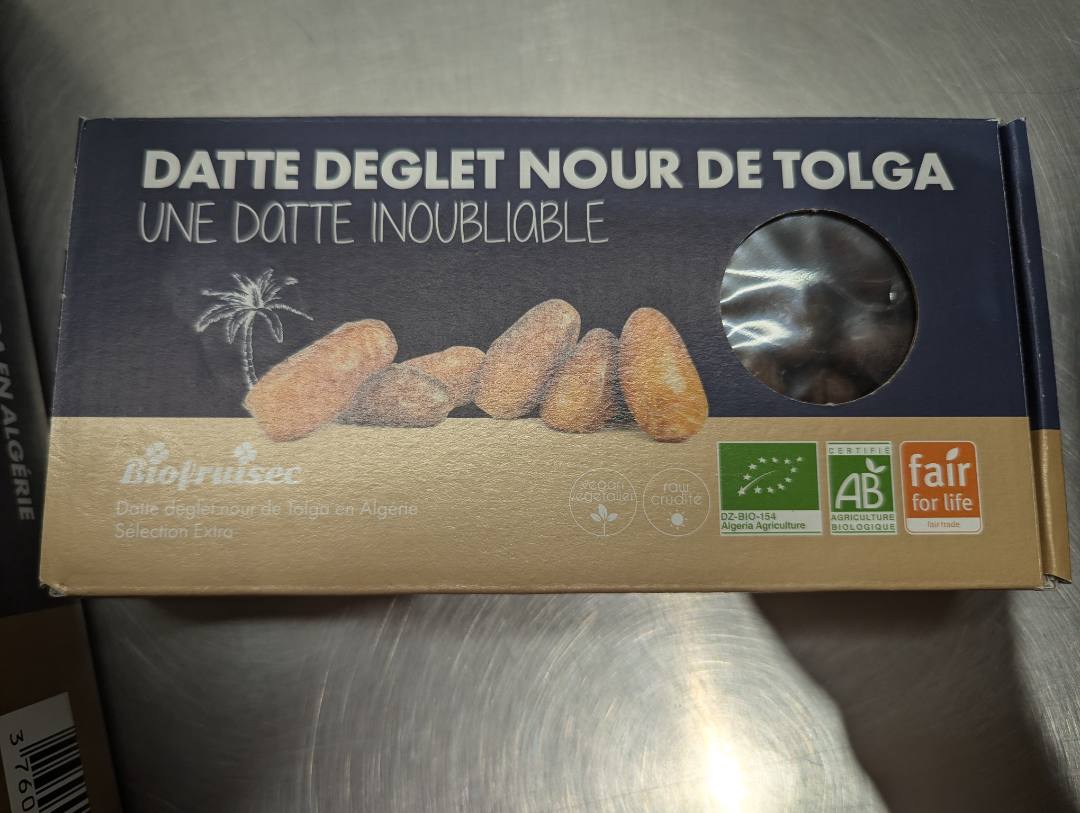 DATTE DEGLET NOUR DE TOLGA
UNE DATTE INOUBLIABLE
Biofruisec
Datte deglet nour de Tolga en Algérie
Sélection Extra
vegan
végétalien
raw
crudité
DZ-BIO-154
Algeria Agriculture
CERTIFIÉ
AB
AGRICULTURE
BIOLOGIQUE
fair
for life
fair trade
EN ALGÉRIE
3 760